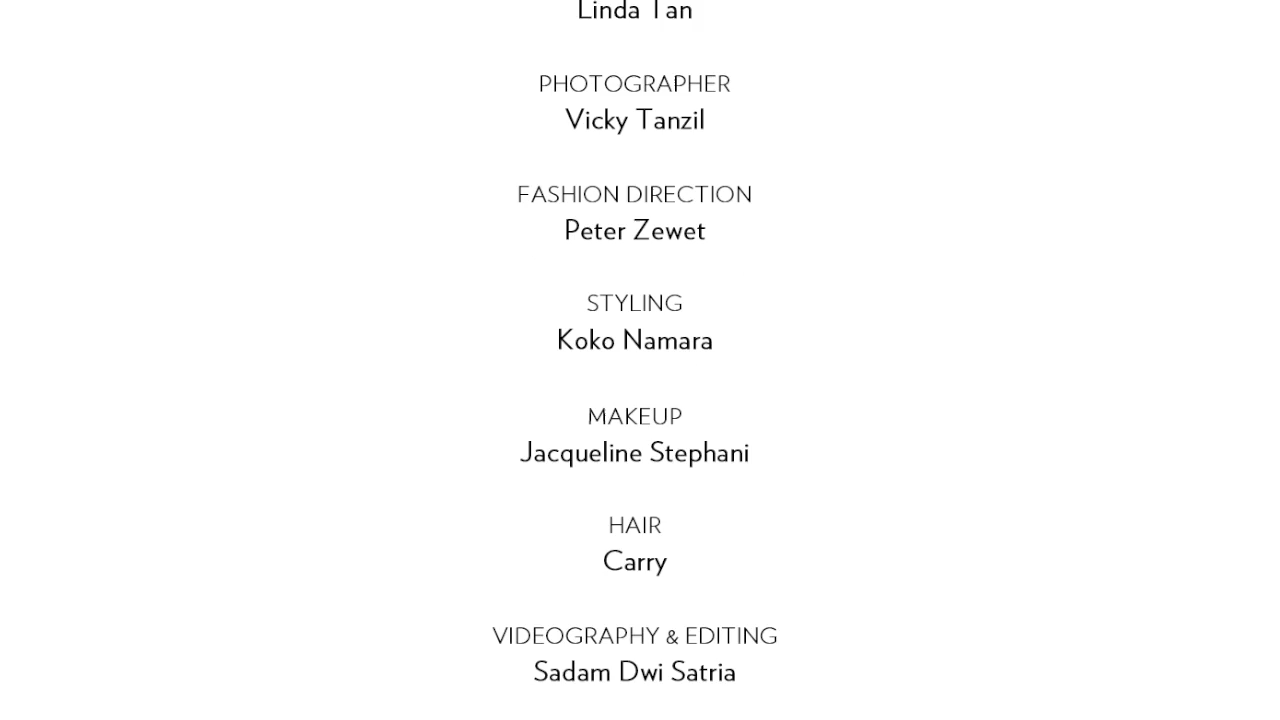 Linda Tan
PHOTOGRAPHER
Vicky Tanzil
FASHION DIRECTION
Peter Zewet
STYLING
Koko Namara
MAKEUP
Jacqueline Stephani
HAIR
Carry
VIDEOGRAPHY & EDITING
Sadam Dwi Satria